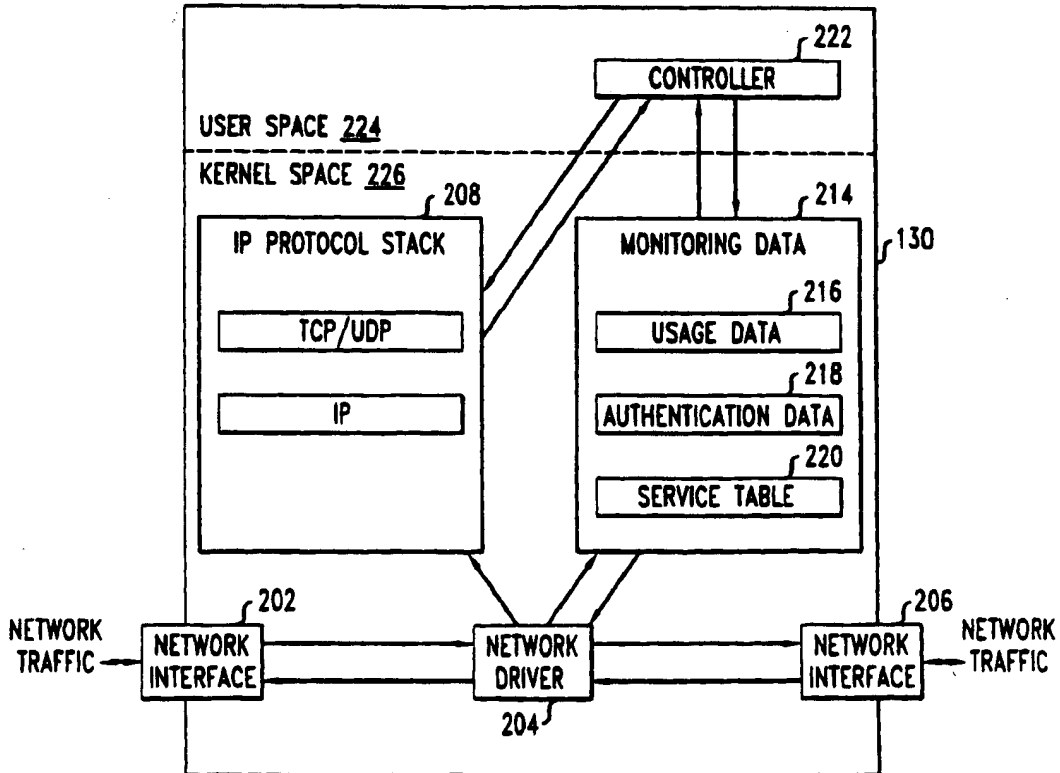 222
CONTROLLER
USER SPACE 224
KERNEL SPACE 226
208
214
IP PROTOCOL STACK
MONITORING DATA
130
216
TCP/UDP
USAGE DATA
218
IP
AUTHENTICATION DATA
220
SERVICE TABLE
202
206
NETWORK
TRAFFIC
NETWORK
INTERFACE
NETWORK
DRIVER
NETWORK
INTERFACE
NETWORK
TRAFFIC
204